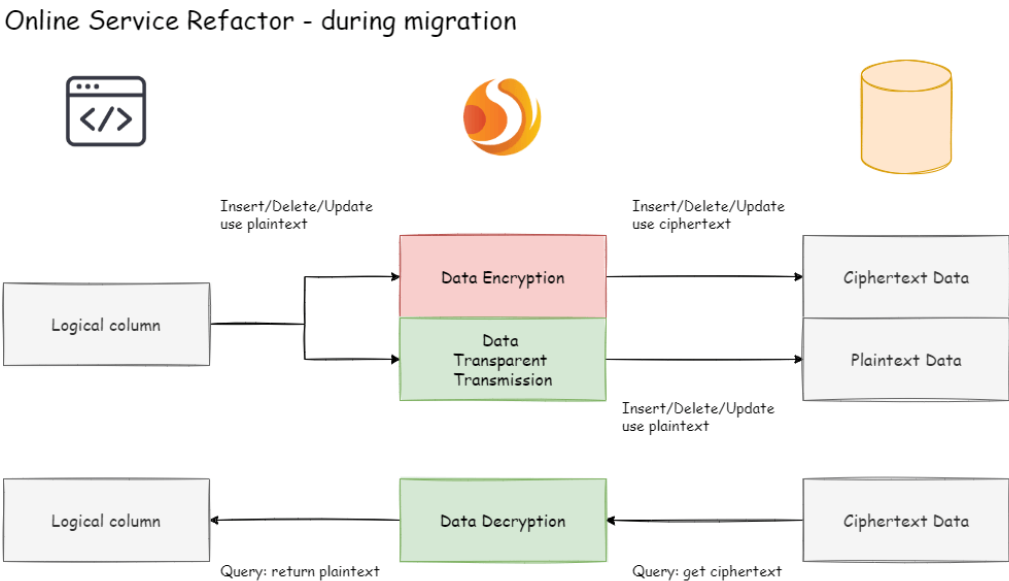 Online Service Refactor - during migration
</>
Insert/Delete/Update
use plaintext
Insert/Delete/Update
use ciphertext
Logical column
Data Encryption
Ciphertext Data
Data
Transparent
Transmission
Plaintext Data
Insert/Delete/Update
use plaintext
Logical column
Data Decryption
Ciphertext Data
Query: return plaintext
Query: get ciphertext